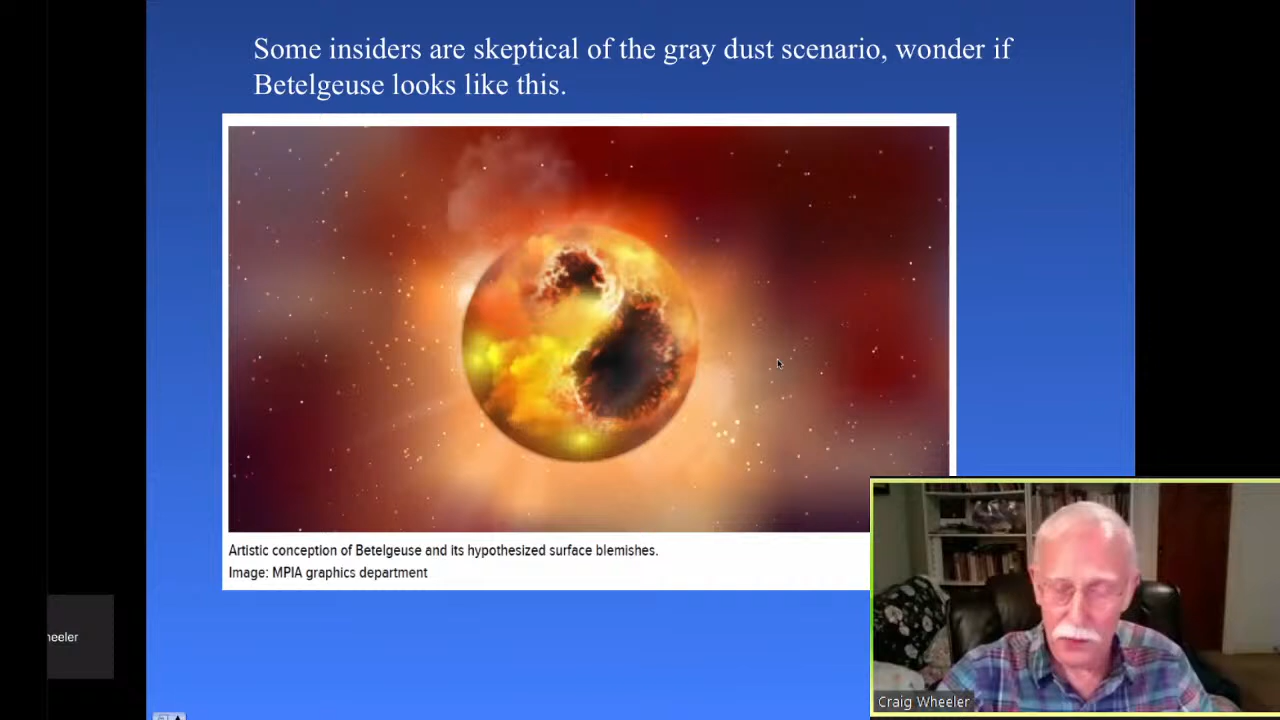 Some insiders are skeptical of the gray dust scenario, wonder if
Betelgeuse looks like this.
Artistic conception of Betelgeuse and its hypothesized surface blemishes.
Image: MPIA graphics department
heeler
Craig Wheeler